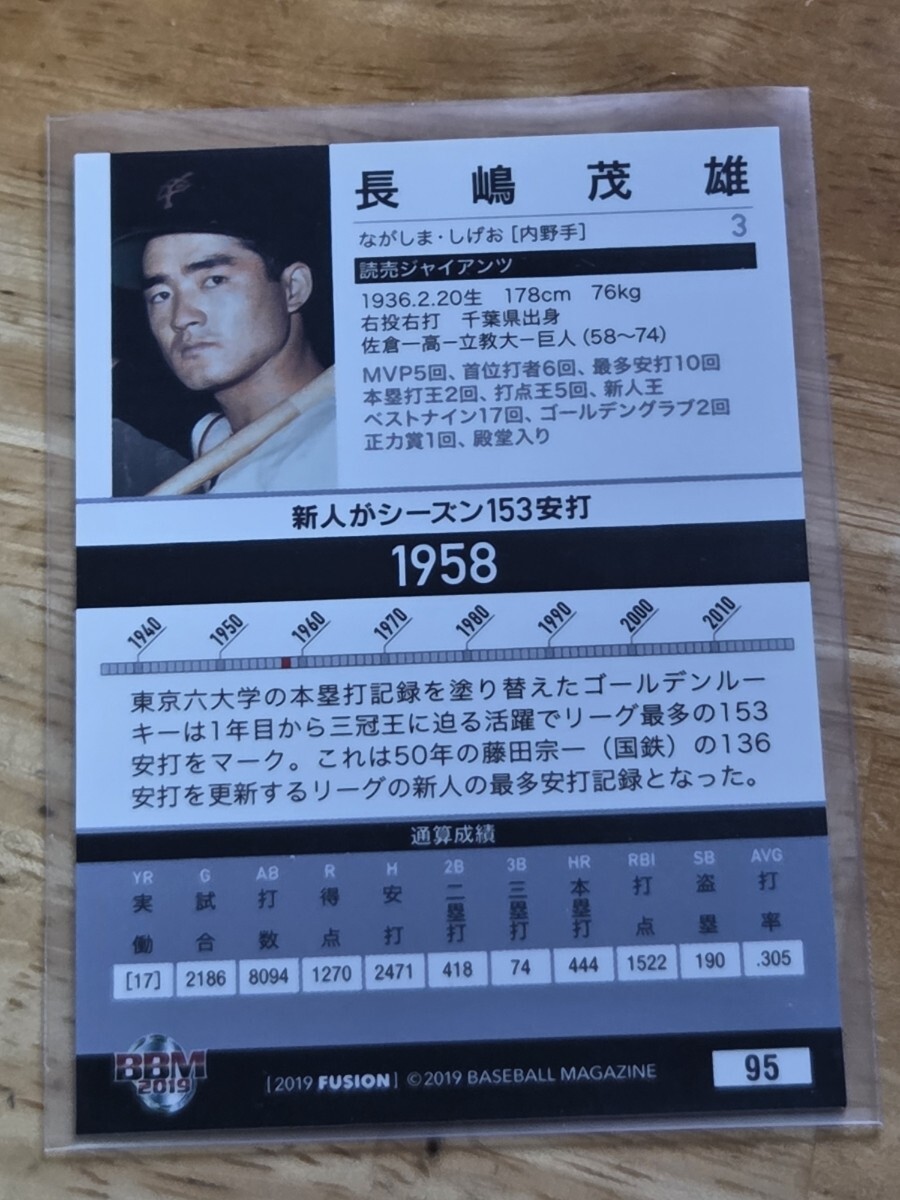 長嶋茂雄
ながしま・しげお [内野手] 3
読売ジャイアンツ
1936.2.20生 178cm 76kg
右投右打 千葉県出身
佐倉一高－立教大－巨人 (58～74)
MVP5回、首位打者6回、最多安打10回
本塁打王2回、打点王5回、新人王
ベストナイン17回、ゴールデングラブ2回
正力賞1回、殿堂入り
新人がシーズン153安打
1958
1940 1950 1960 1970 1980 1990 2000 2010
東京六大学の本塁打記録を塗り替えたゴールデンルー
キーは1年目から三冠王に迫る活躍でリーグ最多の153
安打をマーク。これは50年の藤田宗一（国鉄）の136
安打を更新するリーグの新人の最多安打記録となった。
通算成績
YR G AB R H 2B 3B HR RBI SB AVG
実働 試合 打数 得点 安打 二塁打 三塁打 本塁打 打点 盗塁 打率
[17] 2186 8094 1270 2471 418 74 444 1522 190 .305
BBM
2019
[2019 FUSION] ©2019 BASEBALL MAGAZINE
95